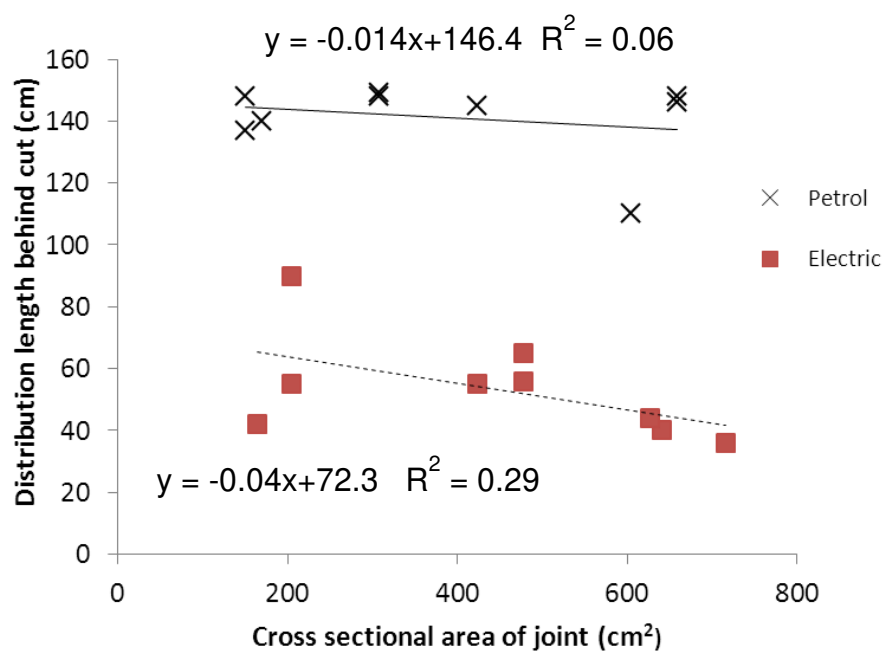 y = -0.014x+146.4 R² = 0.06
160
140
120
100
80
60
40
20
0
Distribution length behind cut (cm)
Petrol
Electric
y = -0.04x+72.3 R² = 0.29
0 200 400 600 800
Cross sectional area of joint (cm²)